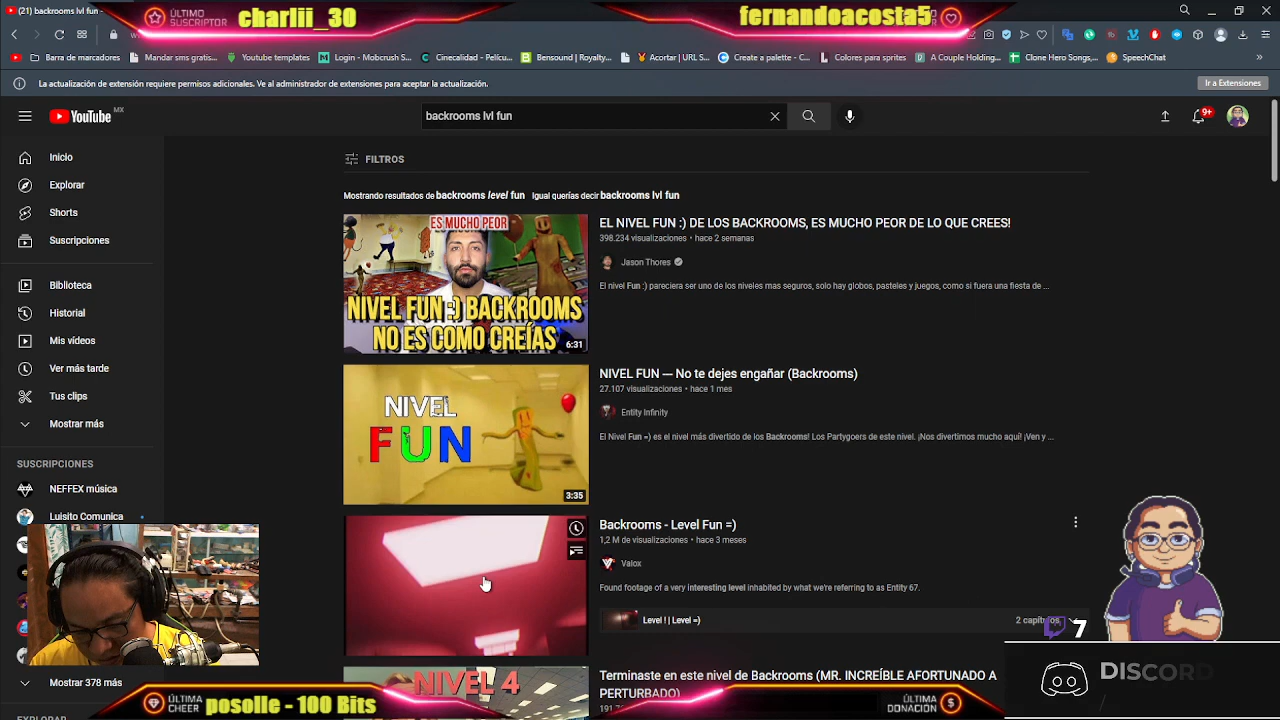 (21) backrooms lvl fun -
ÚLTIMO SUSCRIPTOR
charlii_30
fernandoacosta5
Barra de marcadores
Mandar sms gratis...
Youtube templates
Login - Mobcrush S...
Cinecalidad - Pelícu...
Bensound | Royalty...
Acortar | URL S...
Create a palette - C...
Colores para sprites
A Couple Holding...
Clone Hero Songs,...
SpeechChat
La actualización de extensión requiere permisos adicionales. Ve al administrador de extensiones para aceptar la actualización.
Ir a Extensiones
YouTube MX
backrooms lvl fun
9+
Inicio
Explorar
Shorts
Suscripciones
Biblioteca
Historial
Mis videos
Ver más tarde
Tus clips
Mostrar más
SUSCRIPCIONES
NEFFEX música
Luisito Comunica
Mostrar 378 más
EXPLORAR
FILTROS
Mostrando resultados de backrooms level fun Igual querías decir backrooms lvl fun
ES MUCHO PEOR
NIVEL FUN :) BACKROOMS
NO ES COMO CREÍAS
6:31
EL NIVEL FUN :) DE LOS BACKROOMS, ES MUCHO PEOR DE LO QUE CREES!
398.234 visualizaciones • hace 2 semanas
Jason Thores
El nivel Fun :) pareciera ser uno de los niveles mas seguros, solo hay globos, pasteles y juegos, como si fuera una fiesta de ...
NIVEL
FUN
3:35
NIVEL FUN — No te dejes engañar (Backrooms)
27.107 visualizaciones • hace 1 mes
Entity Infinity
El Nivel Fun =) es el nivel más divertido de los Backrooms! Los Partygoers de este nivel. ¡Nos divertimos mucho aquí! ¡Ven y ...
Backrooms - Level Fun =)
1,2 M de visualizaciones • hace 3 meses
Valox
Found footage of a very interesting level inhabited by what we're referring to as Entity 67.
Level ! | Level =)
2 capítulos
NIVEL 4
Terminaste en este nivel de Backrooms (MR. INCREÍBLE AFORTUNADO A
PERTURBADO)
7
DISCORD
/
ÚLTIMA CHEER
posolle - 100 Bits
ÚLTIMA DONACIÓN